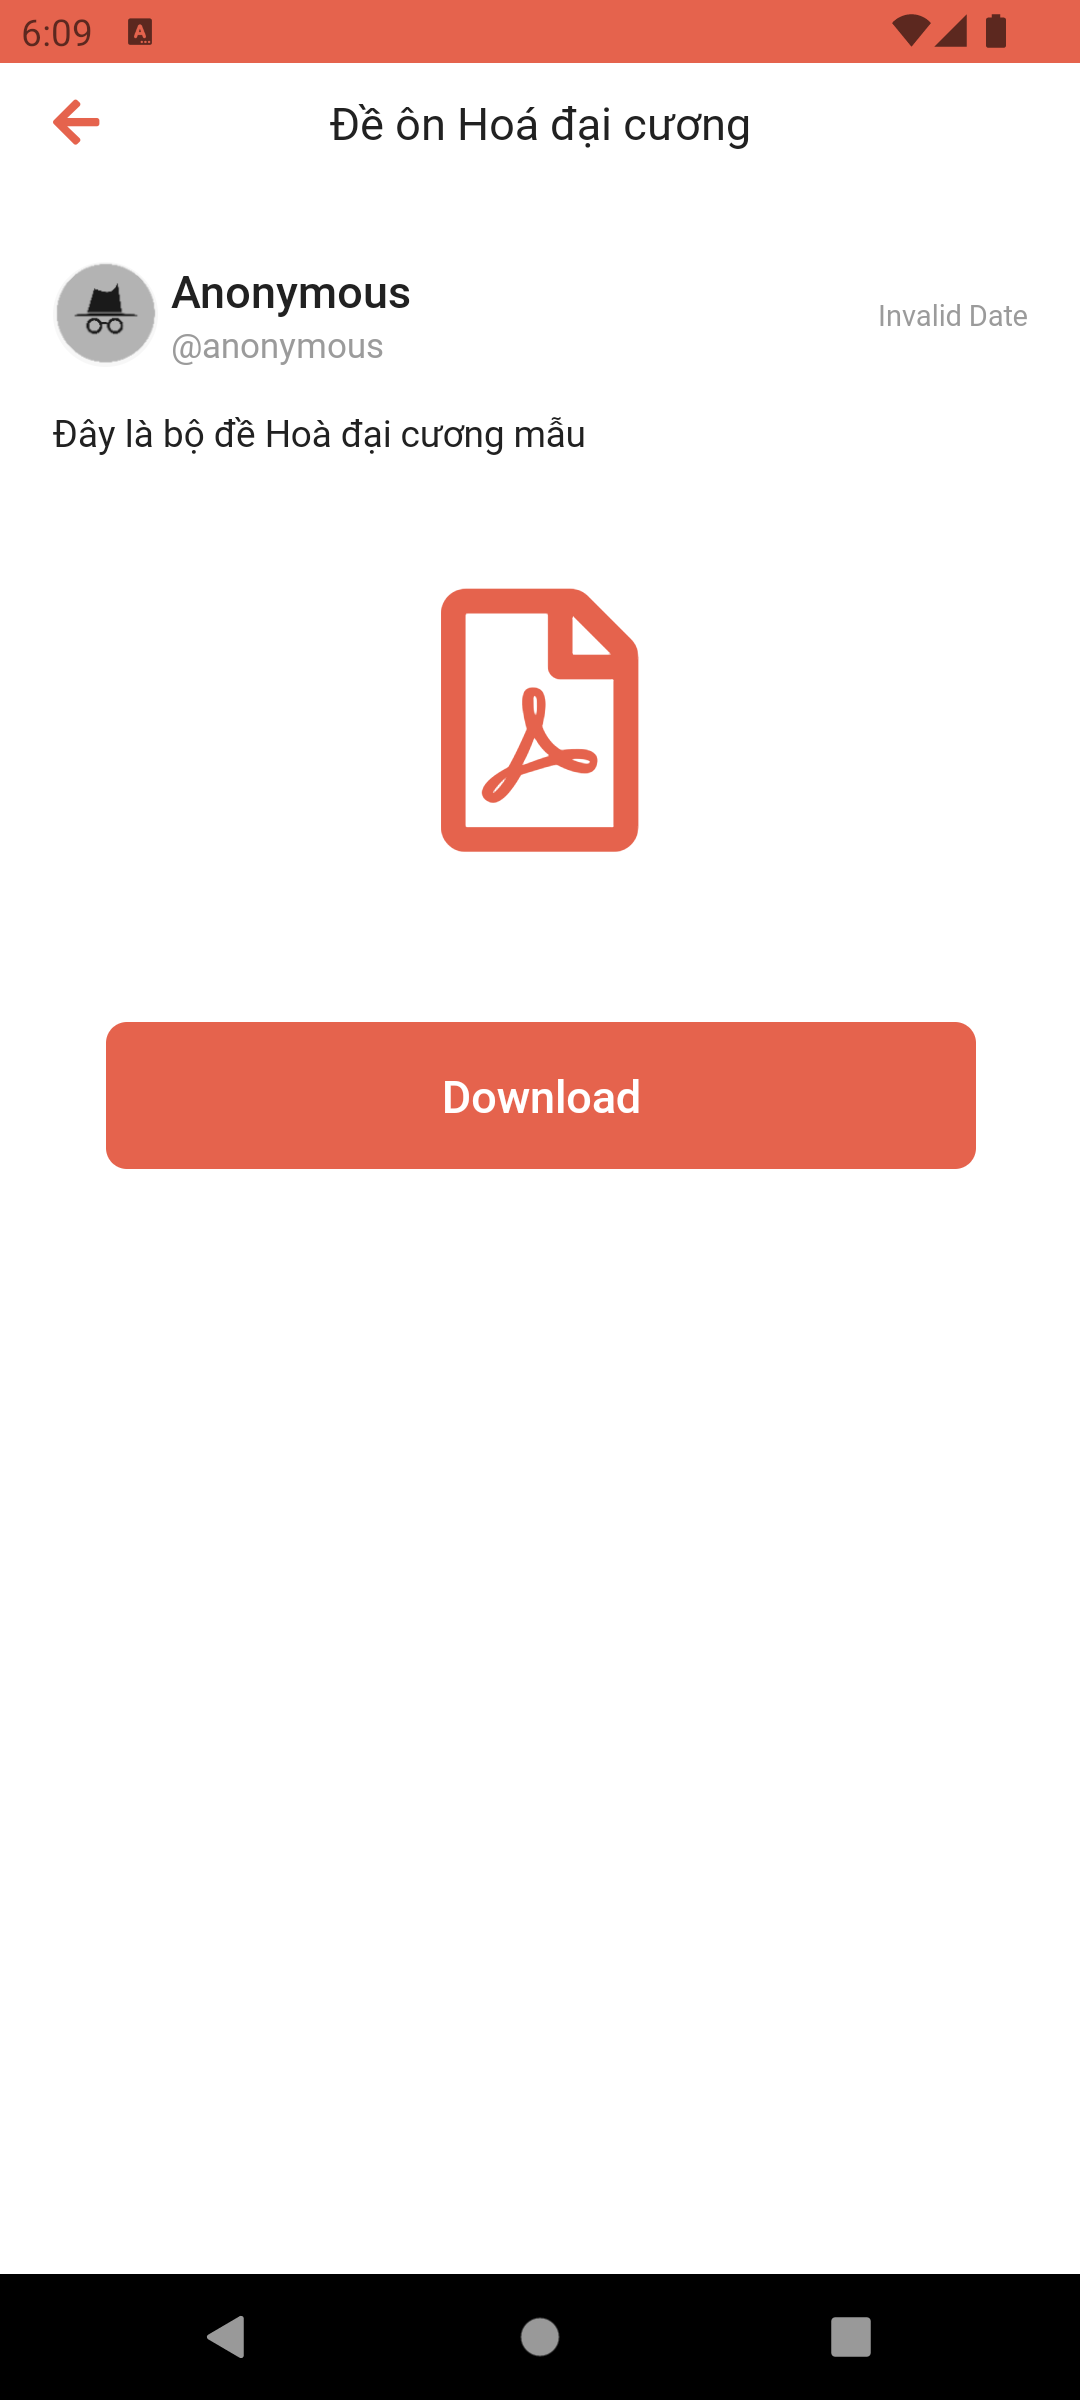 6:09
Đề ôn Hoá đại cương
Anonymous
@anonymous
Invalid Date
Đây là bộ đề Hoà đại cương mẫu
Download